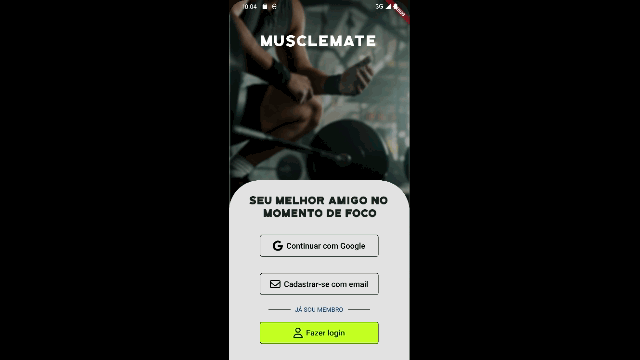 10:04
3G
MUSCLEMATE
SEU MELHOR AMIGO NO
MOMENTO DE FOCO
Continuar com Google
Cadastrar-se com email
JÁ SOU MEMBRO
Fazer login